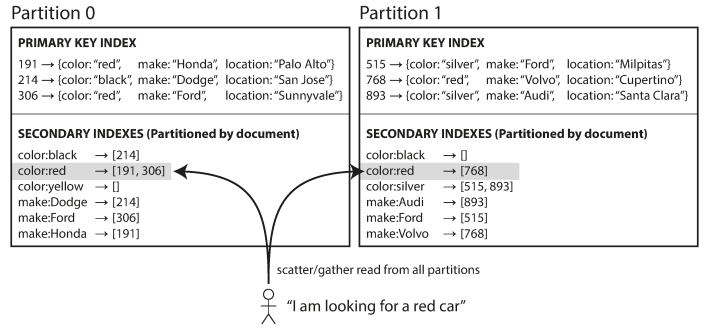 Partition 0
PRIMARY KEY INDEX
191 → {color: “red”, make: “Honda”, location: “Palo Alto”}
214 → {color: “black”, make: “Dodge”, location: “San Jose”}
306 → {color: “red”, make: “Ford”, location: “Sunnyvale”}
SECONDARY INDEXES (Partitioned by document)
color:black → [214]
color:red → [191, 306]
color:yellow → []
make:Dodge → [214]
make:Ford → [306]
make:Honda → [191]
Partition 1
PRIMARY KEY INDEX
515 → {color: “silver”, make: “Ford”, location: “Milpitas”}
768 → {color: “red”, make: “Volvo”, location: “Cupertino”}
893 → {color: “silver”, make: “Audi”, location: “Santa Clara”}
SECONDARY INDEXES (Partitioned by document)
color:black → []
color:red → [768]
color:silver → [515, 893]
make:Audi → [893]
make:Ford → [515]
make:Volvo → [768]
scatter/gather read from all partitions
“I am looking for a red car”